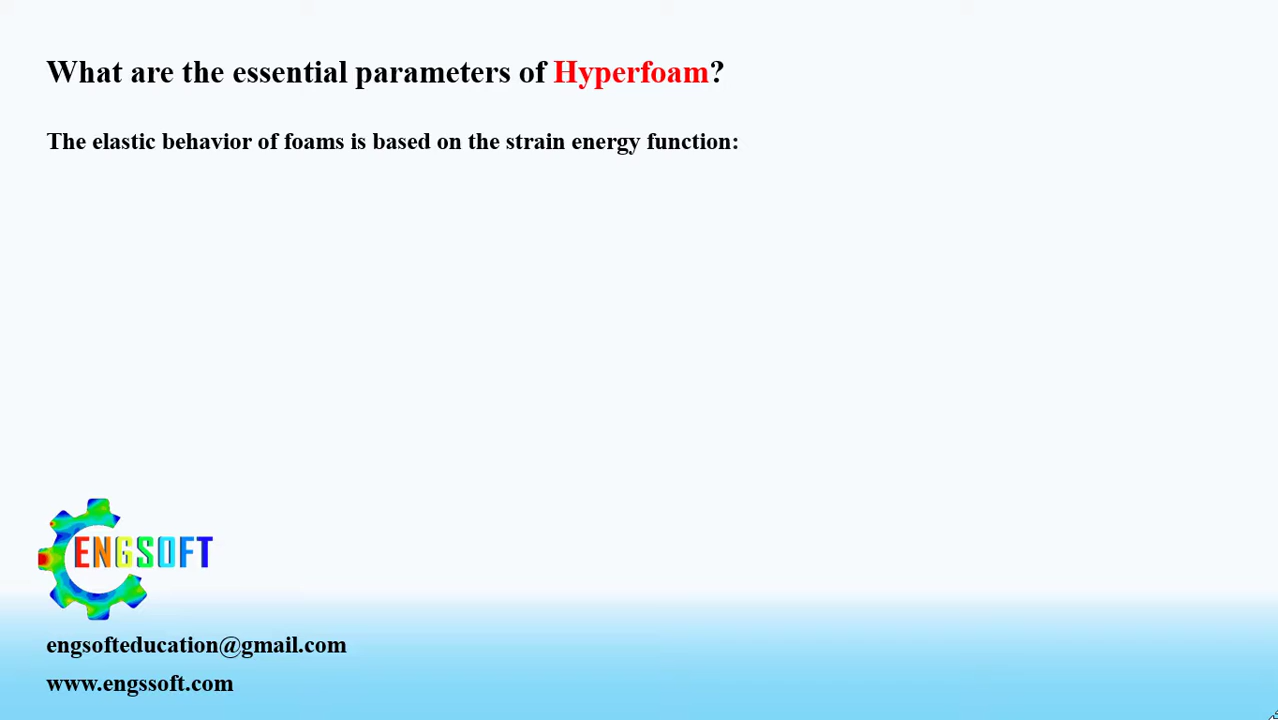 What are the essential parameters of Hyperfoam?
The elastic behavior of foams is based on the strain energy function:
ENGSOFT
engsofteducation@gmail.com
www.engssoft.com